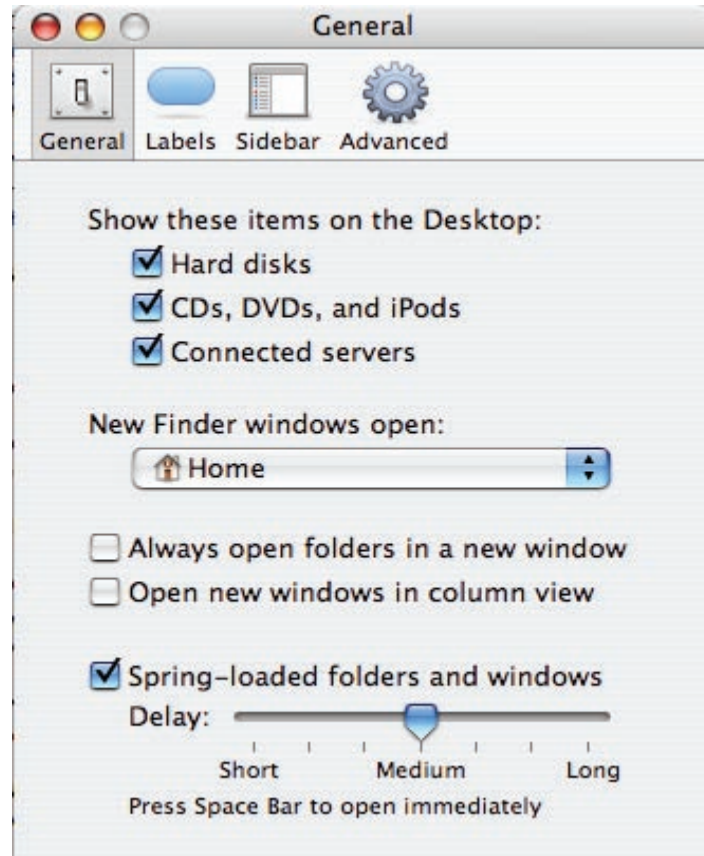 General
General Labels Sidebar Advanced
Show these items on the Desktop:
Hard disks
CDs, DVDs, and iPods
Connected servers
New Finder windows open:
Home
Always open folders in a new window
Open new windows in column view
Spring-loaded folders and windows
Delay:
Short Medium Long
Press Space Bar to open immediately